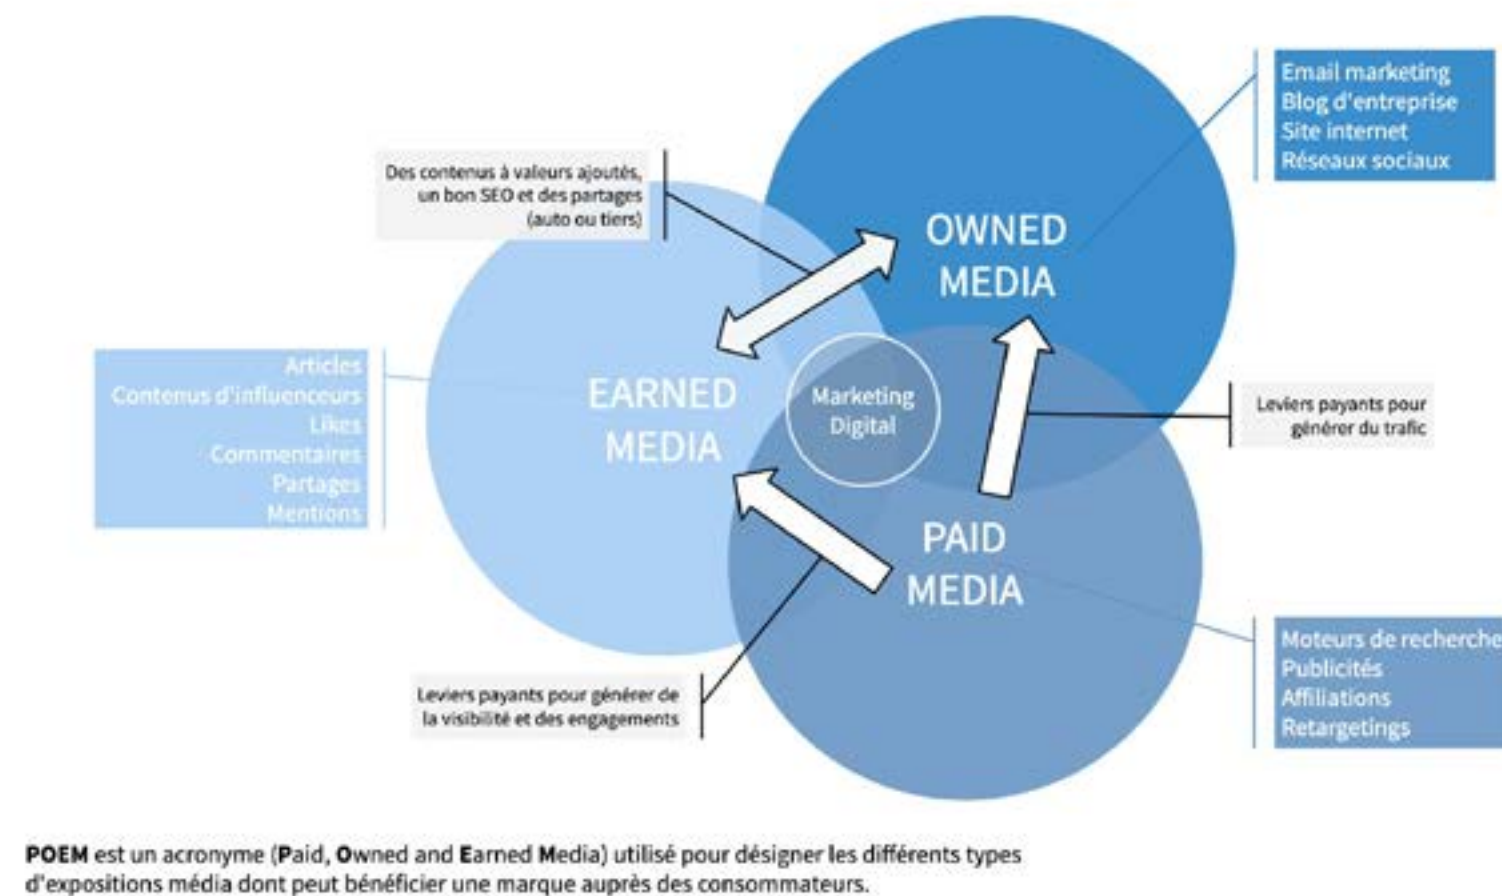 Email marketing
Blog d'entreprise
Site internet
Réseaux sociaux
Des contenus à valeurs ajoutés,
un bon SEO et des partages
(auto ou tiers)
OWNED
MEDIA
Articles
Contenus d'influenceurs
Likes
Commentaires
Partages
Mentions
EARNED
MEDIA
Marketing
Digital
Leviers payants pour
générer du trafic
PAID
MEDIA
Moteurs de recherche
Publicités
Affiliations
Retargetings
Leviers payants pour générer de
la visibilité et des engagements
POEM est un acronyme (Paid, Owned and Earned Media) utilisé pour désigner les différents types
d'expositions média dont peut bénéficier une marque auprès des consommateurs.